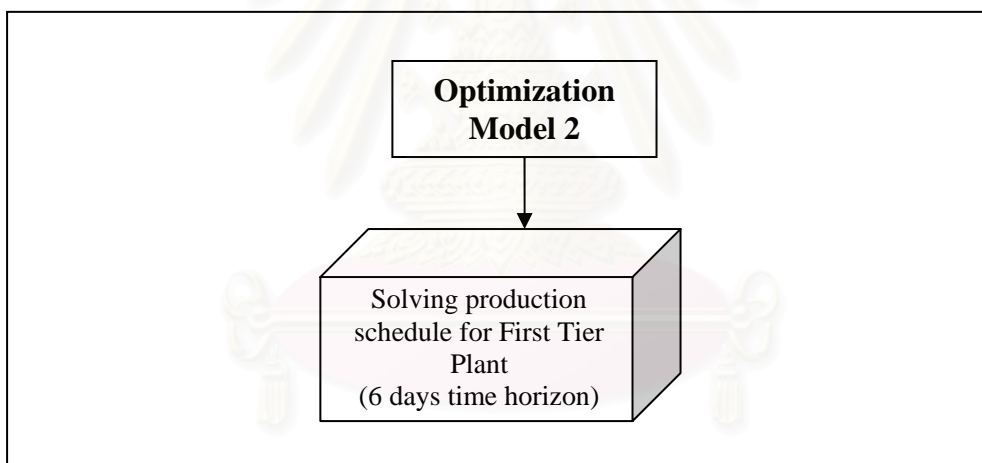 Optimization
Model 2
Solving production
schedule for First Tier
Plant
(6 days time horizon)